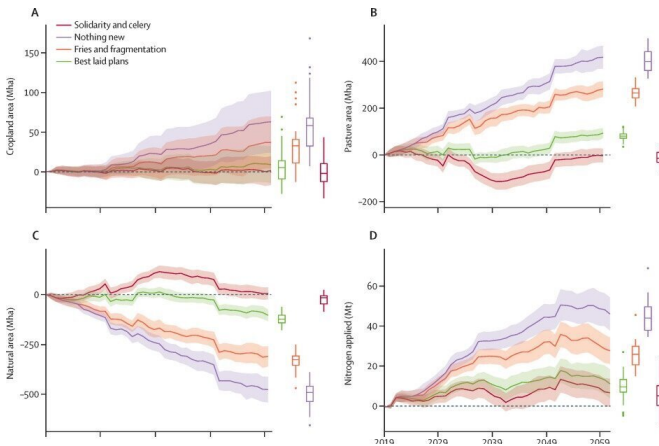 A
B
Solidarity and celery
Nothing new
Fries and fragmentation
Best laid plans
Cropland area (Mha)
150
100
50
0
Pasture area (Mha)
400
200
0
−200
C
D
Natural area (Mha)
0
−250
−500
Nitrogen applied (Mt)
60
40
20
0
2019
2029
2039
2049
2059